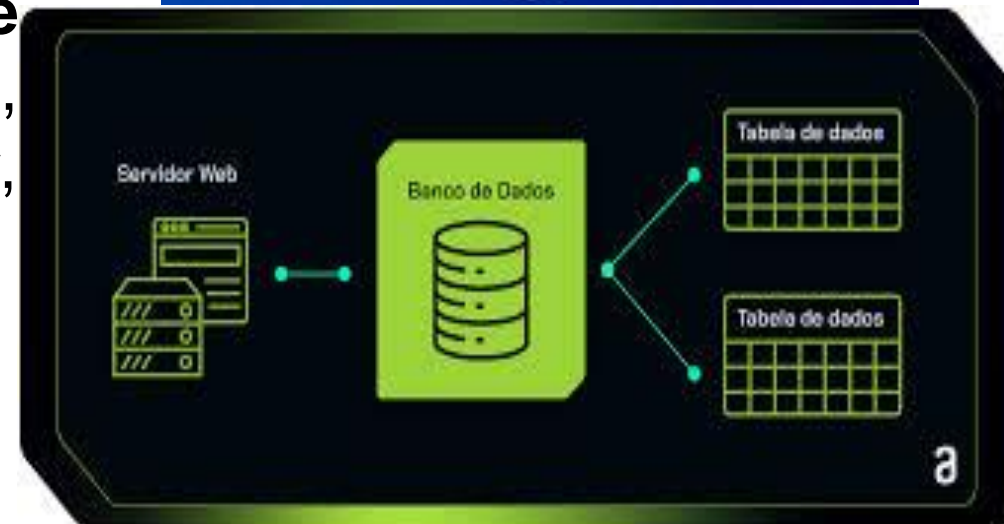 e
,
,
Servidor Web
Banco de Dados
Tabela de dados
Tabela de dados
a